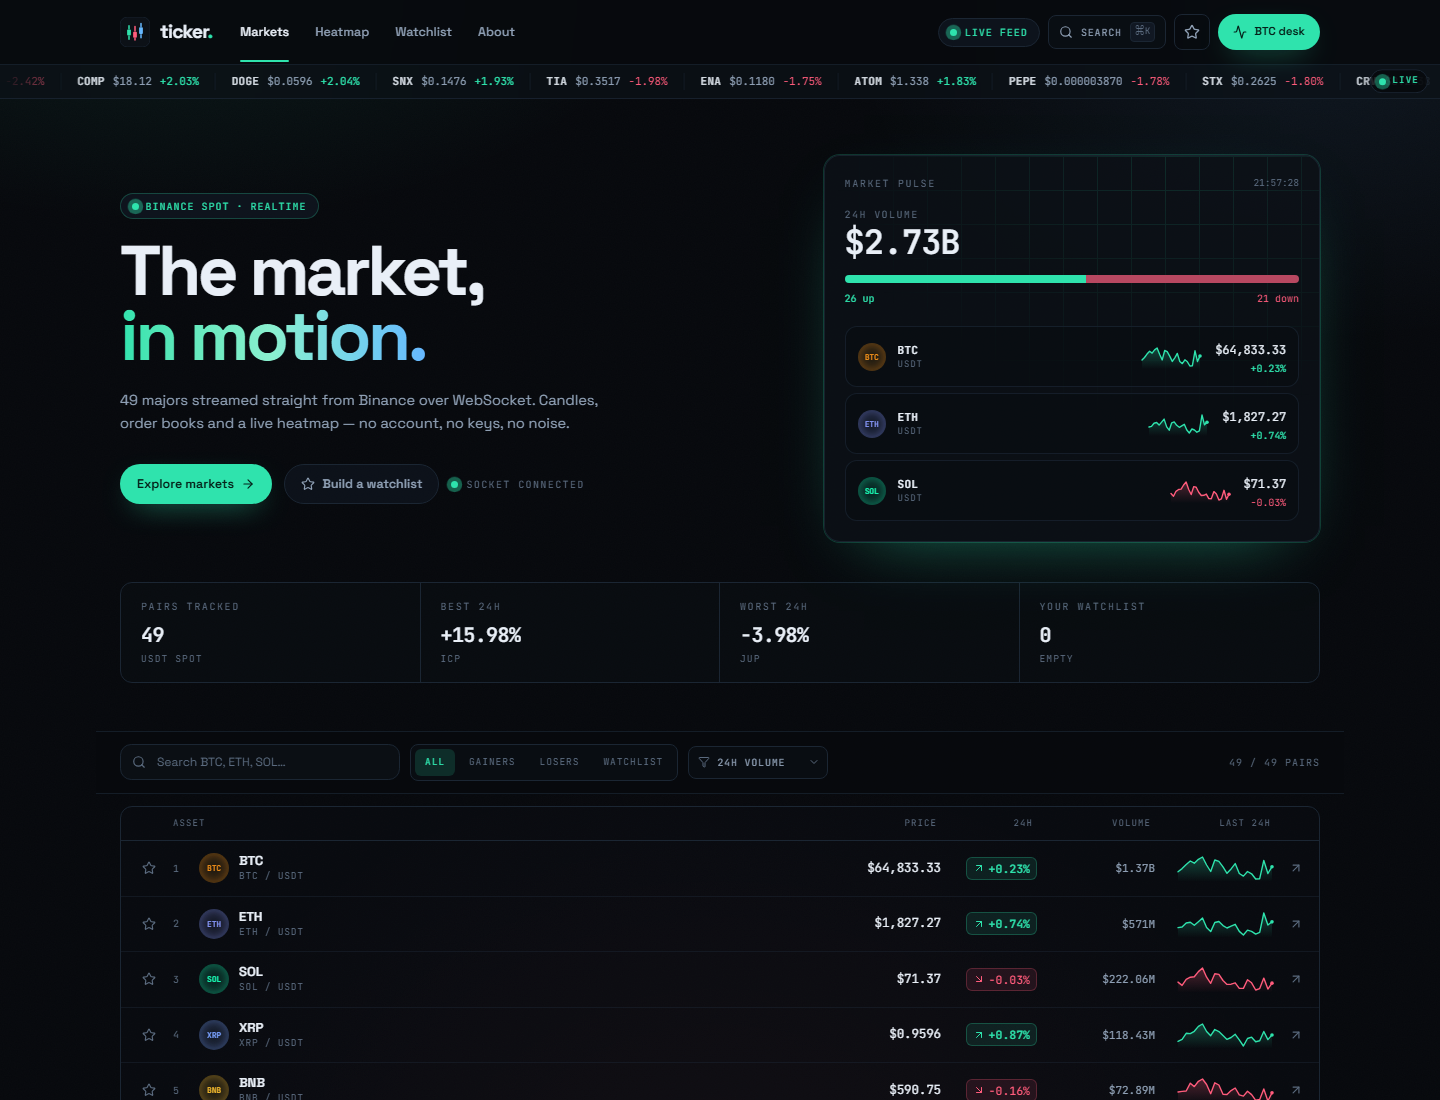 ticker. Markets Heatmap Watchlist About LIVE FEED SEARCH ⌘K BTC desk
2.42% COMP $18.12 +2.03% DOGE $0.0596 +2.04% SNX $0.1476 +1.93% TIA $0.3517 -1.98% ENA $0.1180 -1.75% ATOM $1.338 +1.83% PEPE $0.000003870 -1.78% STX $0.2625 -1.80% LIVE
BINANCE SPOT · REALTIME
The market,
in motion.
49 majors streamed straight from Binance over WebSocket. Candles,
order books and a live heatmap — no account, no keys, no noise.
Explore markets Build a watchlist SOCKET CONNECTED
MARKET PULSE 21:57:28
24H VOLUME
$2.73B
26 up 21 down
BTC BTC $64,833.33
USDT +0.23%
ETH ETH $1,827.27
USDT +0.74%
SOL SOL $71.37
USDT -0.03%
PAIRS TRACKED BEST 24H WORST 24H YOUR WATCHLIST
49 +15.98% -3.98% 0
USDT SPOT ICP JUP EMPTY
Search BTC, ETH, SOL... ALL GAINERS LOSERS WATCHLIST 24H VOLUME 49 / 49 PAIRS
ASSET PRICE 24H VOLUME LAST 24H
1 BTC BTC $64,833.33 +0.23% $1.37B
BTC / USDT
2 ETH ETH $1,827.27 +0.74% $571M
ETH / USDT
3 SOL SOL $71.37 -0.03% $222.06M
SOL / USDT
4 XRP XRP $0.9596 +0.87% $118.43M
XRP / USDT
5 BNB BNB $590.75 -0.16% $72.89M
BNB / USDT